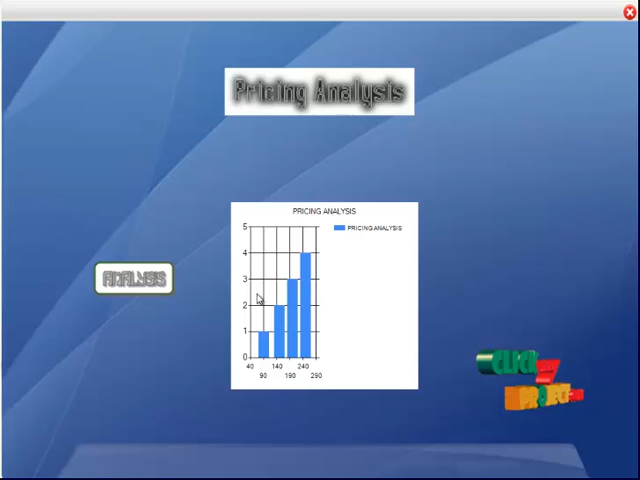 Pricing Analysis
PRICING ANALYSIS
PRICING ANALYSIS
5
4
3
2
1
0
40 140 240
90 190 290
ANALYSIS
CLICK
PROJECT